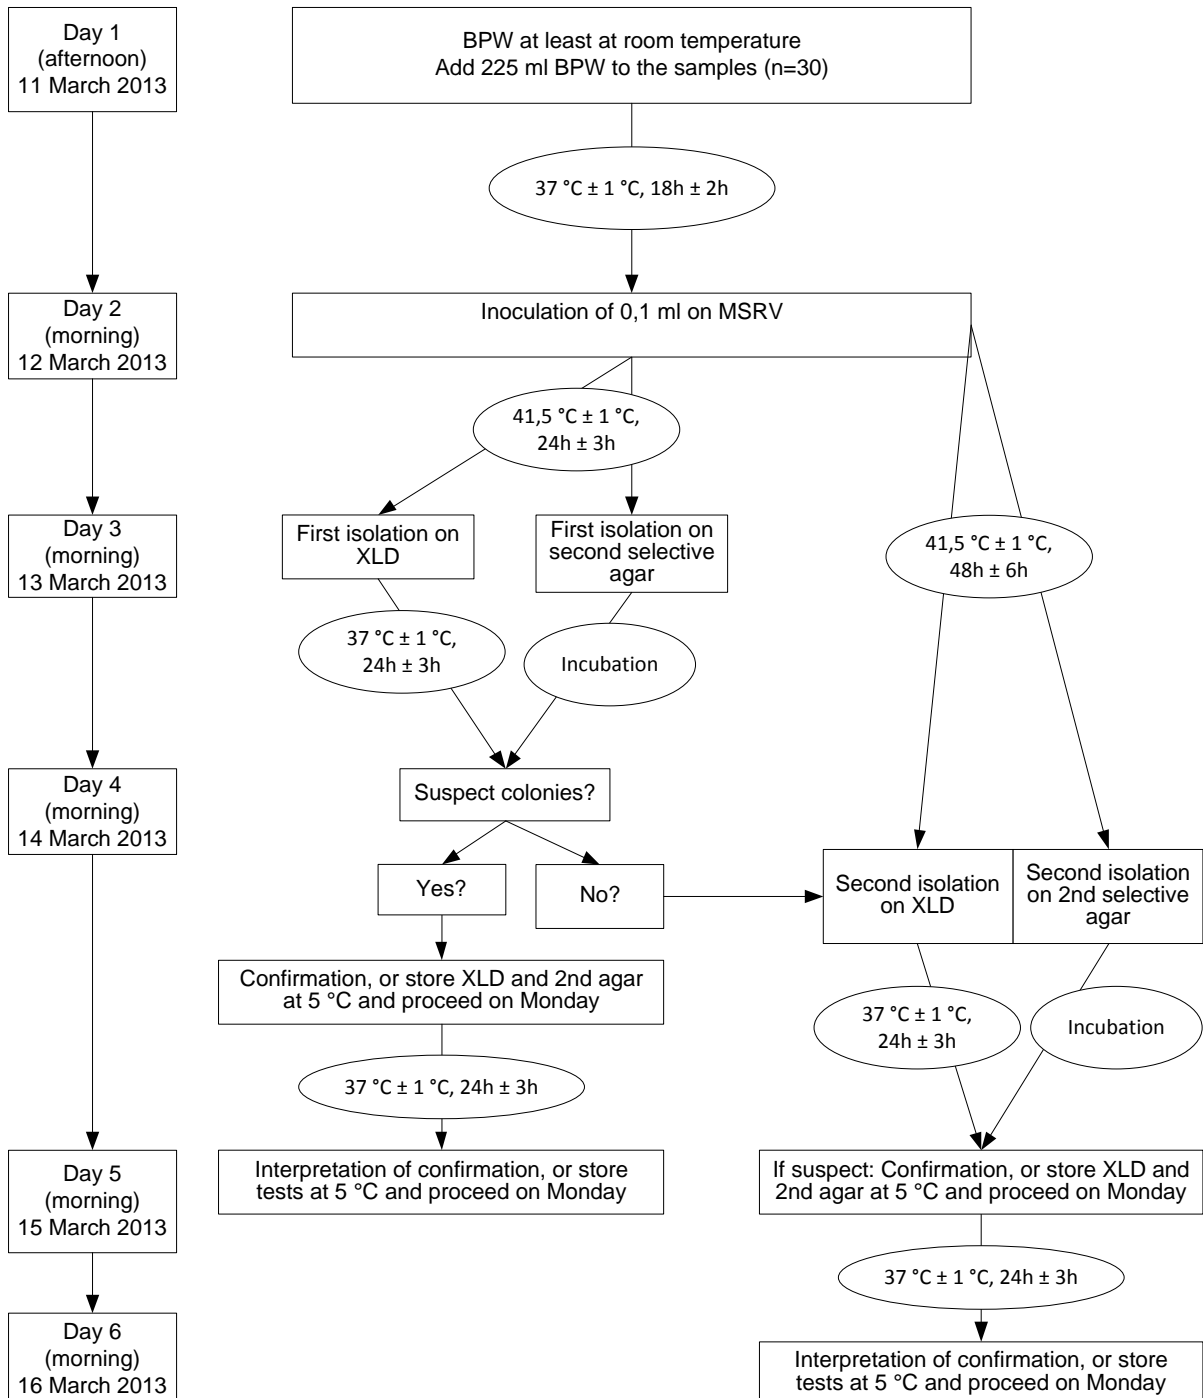 Day 1
(afternoon)
11 March 2013
BPW at least at room temperature
Add 225 ml BPW to the samples (n=30)
37 °C ± 1 °C, 18h ± 2h
Day 2
(morning)
12 March 2013
Inoculation of 0,1 ml on MSRV
41,5 °C ± 1 °C,
24h ± 3h
Day 3
(morning)
13 March 2013
First isolation on
XLD
First isolation on
second selective
agar
41,5 °C ± 1 °C,
48h ± 6h
37 °C ± 1 °C,
24h ± 3h
Incubation
Day 4
(morning)
14 March 2013
Suspect colonies?
Yes?
No?
Second isolation
on XLD
Second isolation
on 2nd selective
agar
Confirmation, or store XLD and 2nd agar
at 5 °C and proceed on Monday
37 °C ± 1 °C,
24h ± 3h
Incubation
37 °C ± 1 °C, 24h ± 3h
Day 5
(morning)
15 March 2013
Interpretation of confirmation, or store
tests at 5 °C and proceed on Monday
If suspect: Confirmation, or store XLD and
2nd agar at 5 °C and proceed on Monday
37 °C ± 1 °C, 24h ± 3h
Day 6
(morning)
16 March 2013
Interpretation of confirmation, or store
tests at 5 °C and proceed on Monday